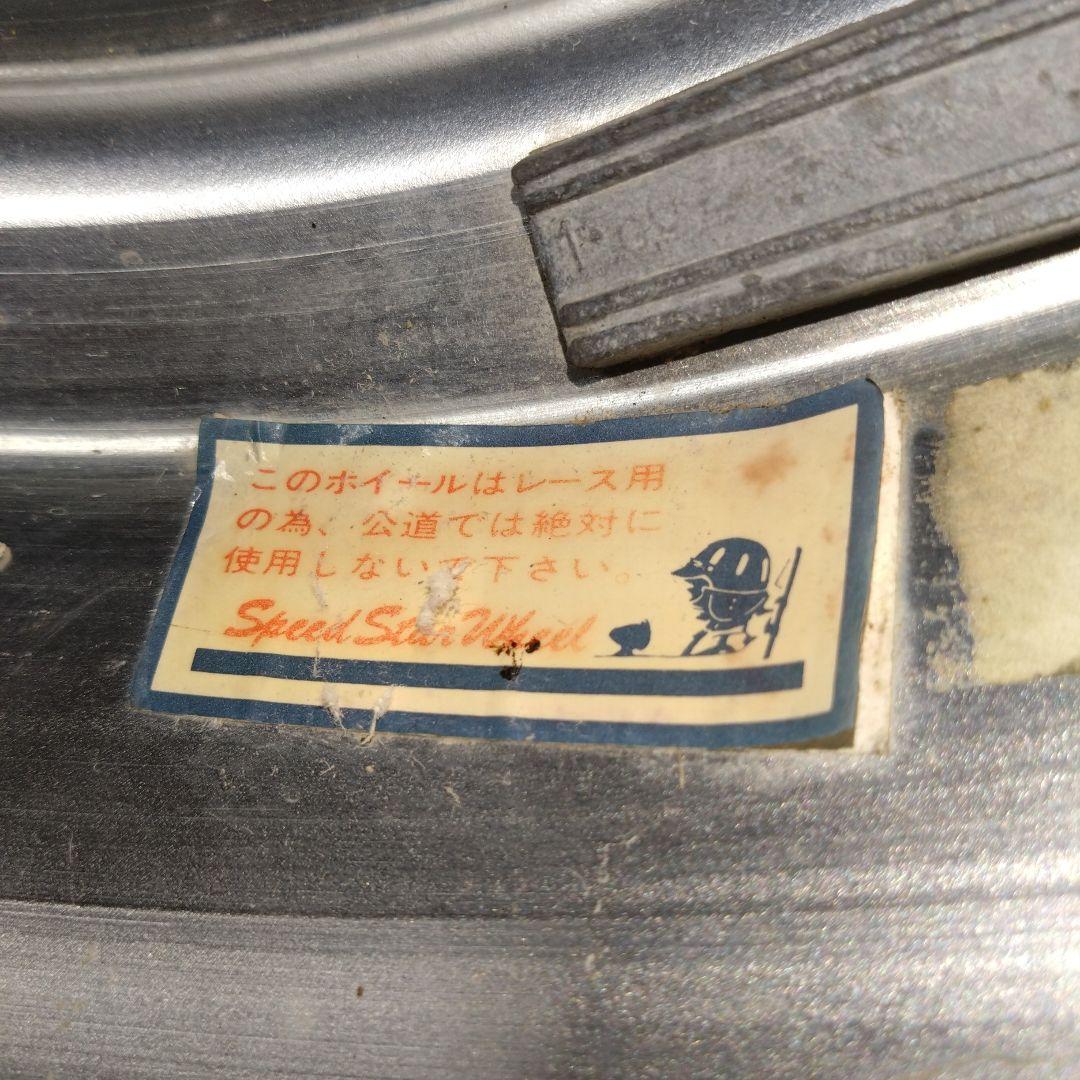 このホイールはレース用
の為、公道では絶対に
使用しないで下さい。
Speed Star Wheel